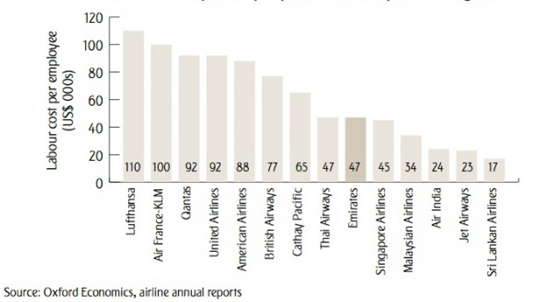 Labour cost per employee
(US$ 000s)
120
100
80
60
40
20
0
110 100 92 92 88 77 65 47 47 45 34 24 23 17
Lufthansa
Air France-KLM
Qantas
United Airlines
American Airlines
British Airways
Cathay Pacific
Thai Airways
Emirates
Singapore Airlines
Malaysian Airlines
Air India
Jet Airways
Sri Lankan Airlines
Source: Oxford Economics, airline annual reports